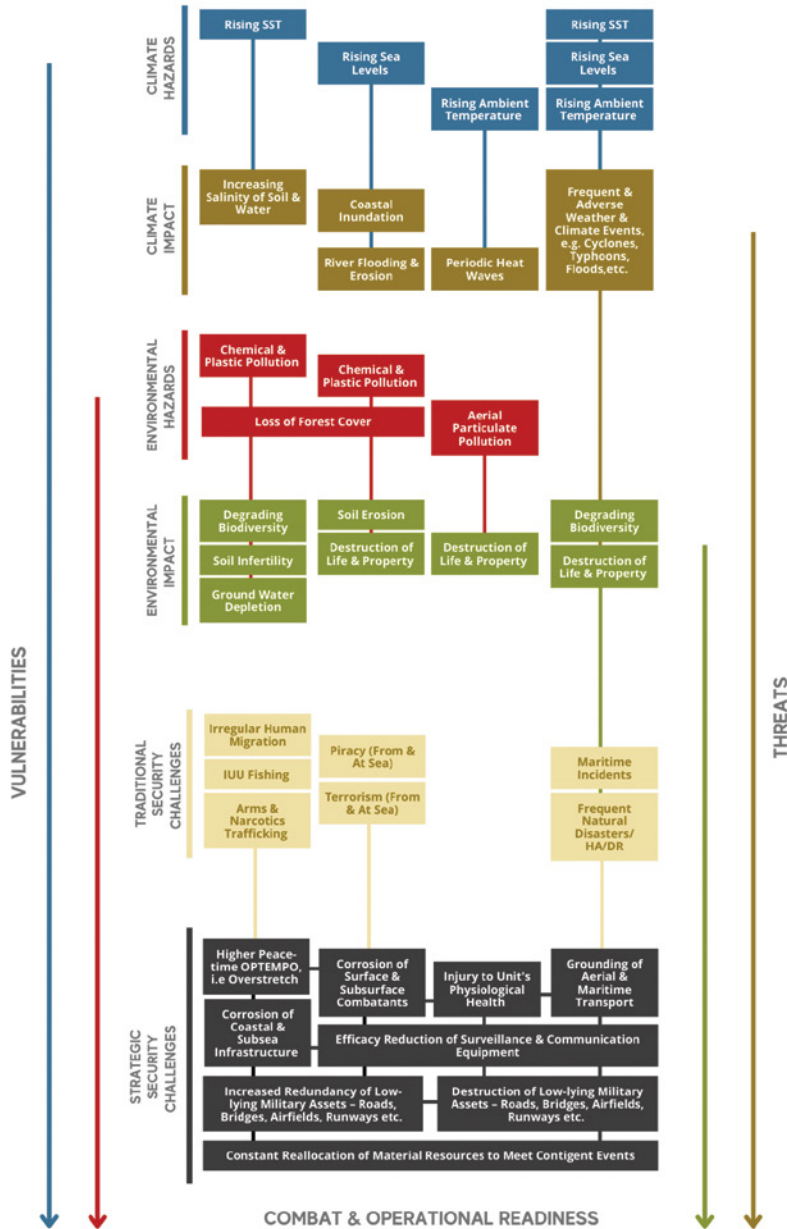 CLIMATE
HAZARDS
Rising SST
Rising Sea
Levels
Rising Ambient
Temperature
Rising SST
Rising Sea
Levels
Rising Ambient
Temperature
CLIMATE
IMPACT
Increasing
Salinity of Soil &
Water
Coastal
Inundation
River Flooding &
Erosion
Periodic Heat
Waves
Frequent &
Adverse
Weather &
Climate Events,
e.g. Cyclones,
Typhoons,
Floods,etc.
ENVIRONMENTAL
HAZARDS
Chemical &
Plastic Pollution
Chemical &
Plastic Pollution
Loss of Forest Cover
Aerial
Particulate
Pollution
ENVIRONMENTAL
IMPACT
Degrading
Biodiversity
Soil Infertility
Ground Water
Depletion
Soil Erosion
Destruction of
Life & Property
Destruction of
Life & Property
Degrading
Biodiversity
Destruction of
Life & Property
VULNERABILITIES
THREATS
TRADITIONAL
SECURITY
CHALLENGES
Irregular Human
Migration
IUU Fishing
Arms &
Narcotics
Trafficking
Piracy (From &
At Sea)
Terrorism (From
& At Sea)
Maritime
Incidents
Frequent
Natural
Disasters/
HA/DR
STRATEGIC
SECURITY
CHALLENGES
Higher Peace-
time OPTEMPO,
i.e Overstretch
Corrosion of
Surface &
Subsurface
Combatants
Injury to Unit's
Physiological
Health
Grounding of
Aerial &
Maritime
Transport
Corrosion of
Coastal &
Subsea
Infrastructure
Efficacy Reduction of Surveillance & Communication
Equipment
Increased Redundancy of Low-
lying Military Assets – Roads,
Bridges, Airfields, Runways etc.
Destruction of Low-lying Military
Assets – Roads, Bridges, Airfields,
Runways etc.
Constant Reallocation of Material Resources to Meet Contigent Events
COMBAT & OPERATIONAL READINESS